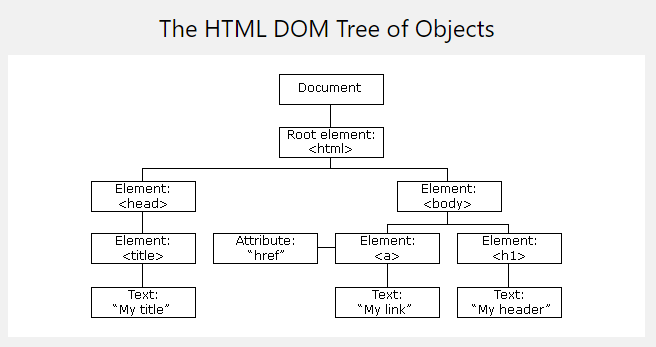 The HTML DOM Tree of Objects
Document
Root element:
<html>
Element:
<head>
Element:
<body>
Element:
<title>
Attribute:
"href"
Element:
<a>
Element:
<h1>
Text:
"My title"
Text:
"My link"
Text:
"My header"